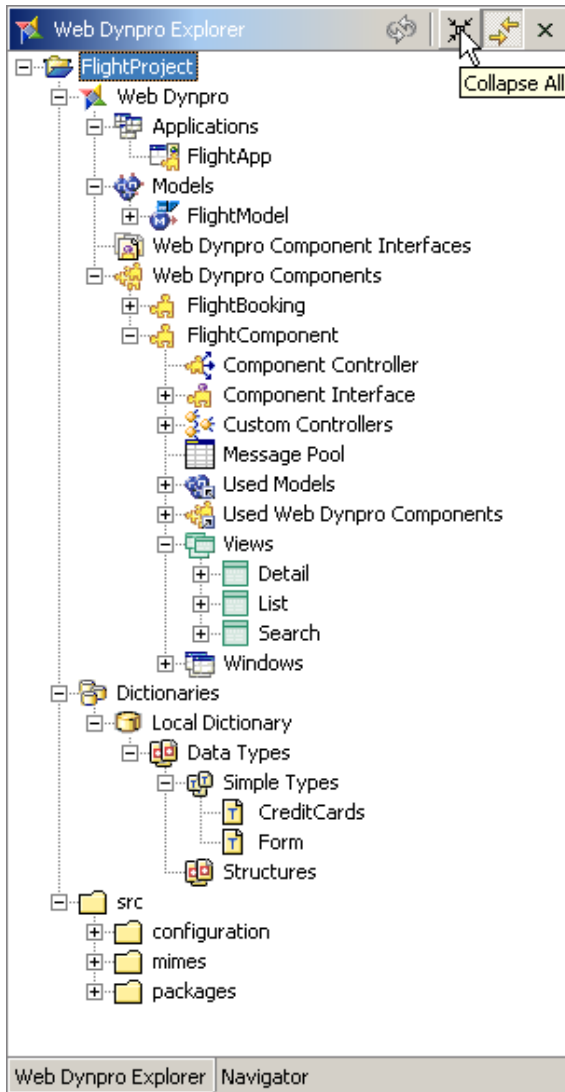 Web Dynpro Explorer
Collapse All
FlightProject
Web Dynpro
Applications
FlightApp
Models
FlightModel
Web Dynpro Component Interfaces
Web Dynpro Components
FlightBooking
FlightComponent
Component Controller
Component Interface
Custom Controllers
Message Pool
Used Models
Used Web Dynpro Components
Views
Detail
List
Search
Windows
Dictionaries
Local Dictionary
Data Types
Simple Types
CreditCards
Form
Structures
src
configuration
mimes
packages
Web Dynpro Explorer Navigator